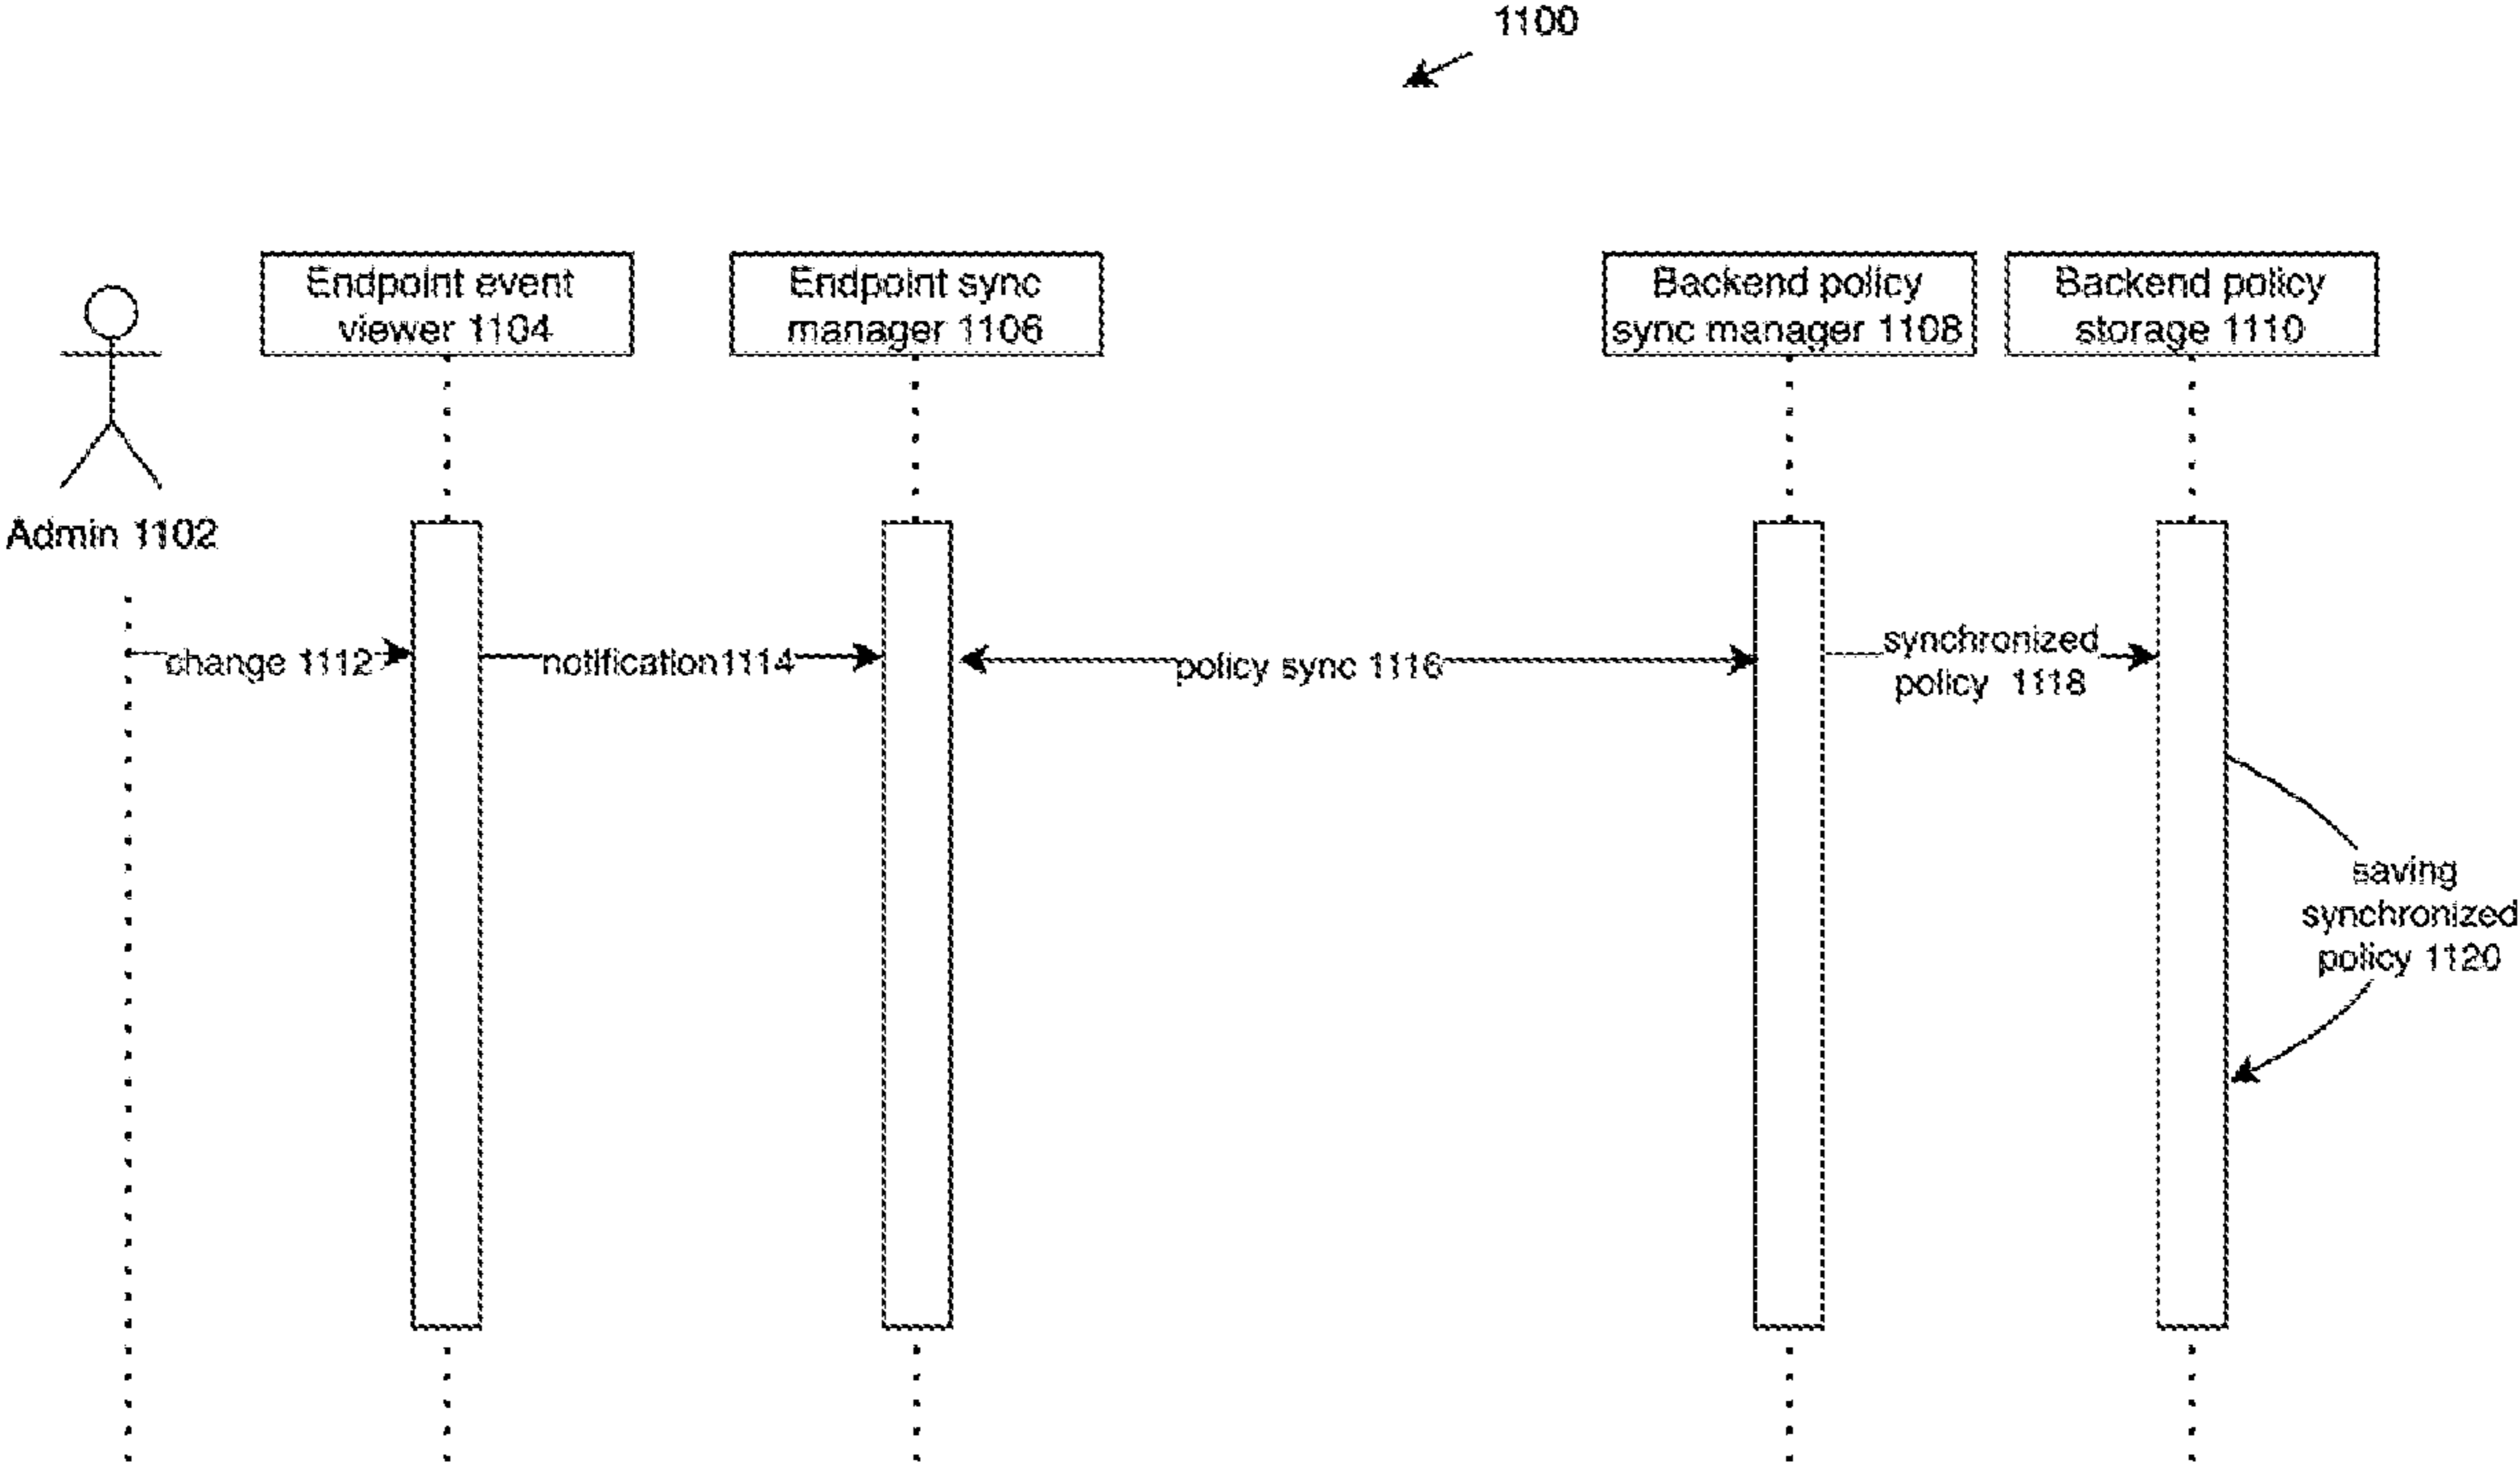 1100
Endpoint event
viewer 1104
Endpoint sync
manager 1106
Backend policy
sync manager 1108
Backend policy
storage 1110
Admin 1102
change 1112
notification1114
policy sync 1116
synchronized
policy 1118
saving
synchronized
policy 1120